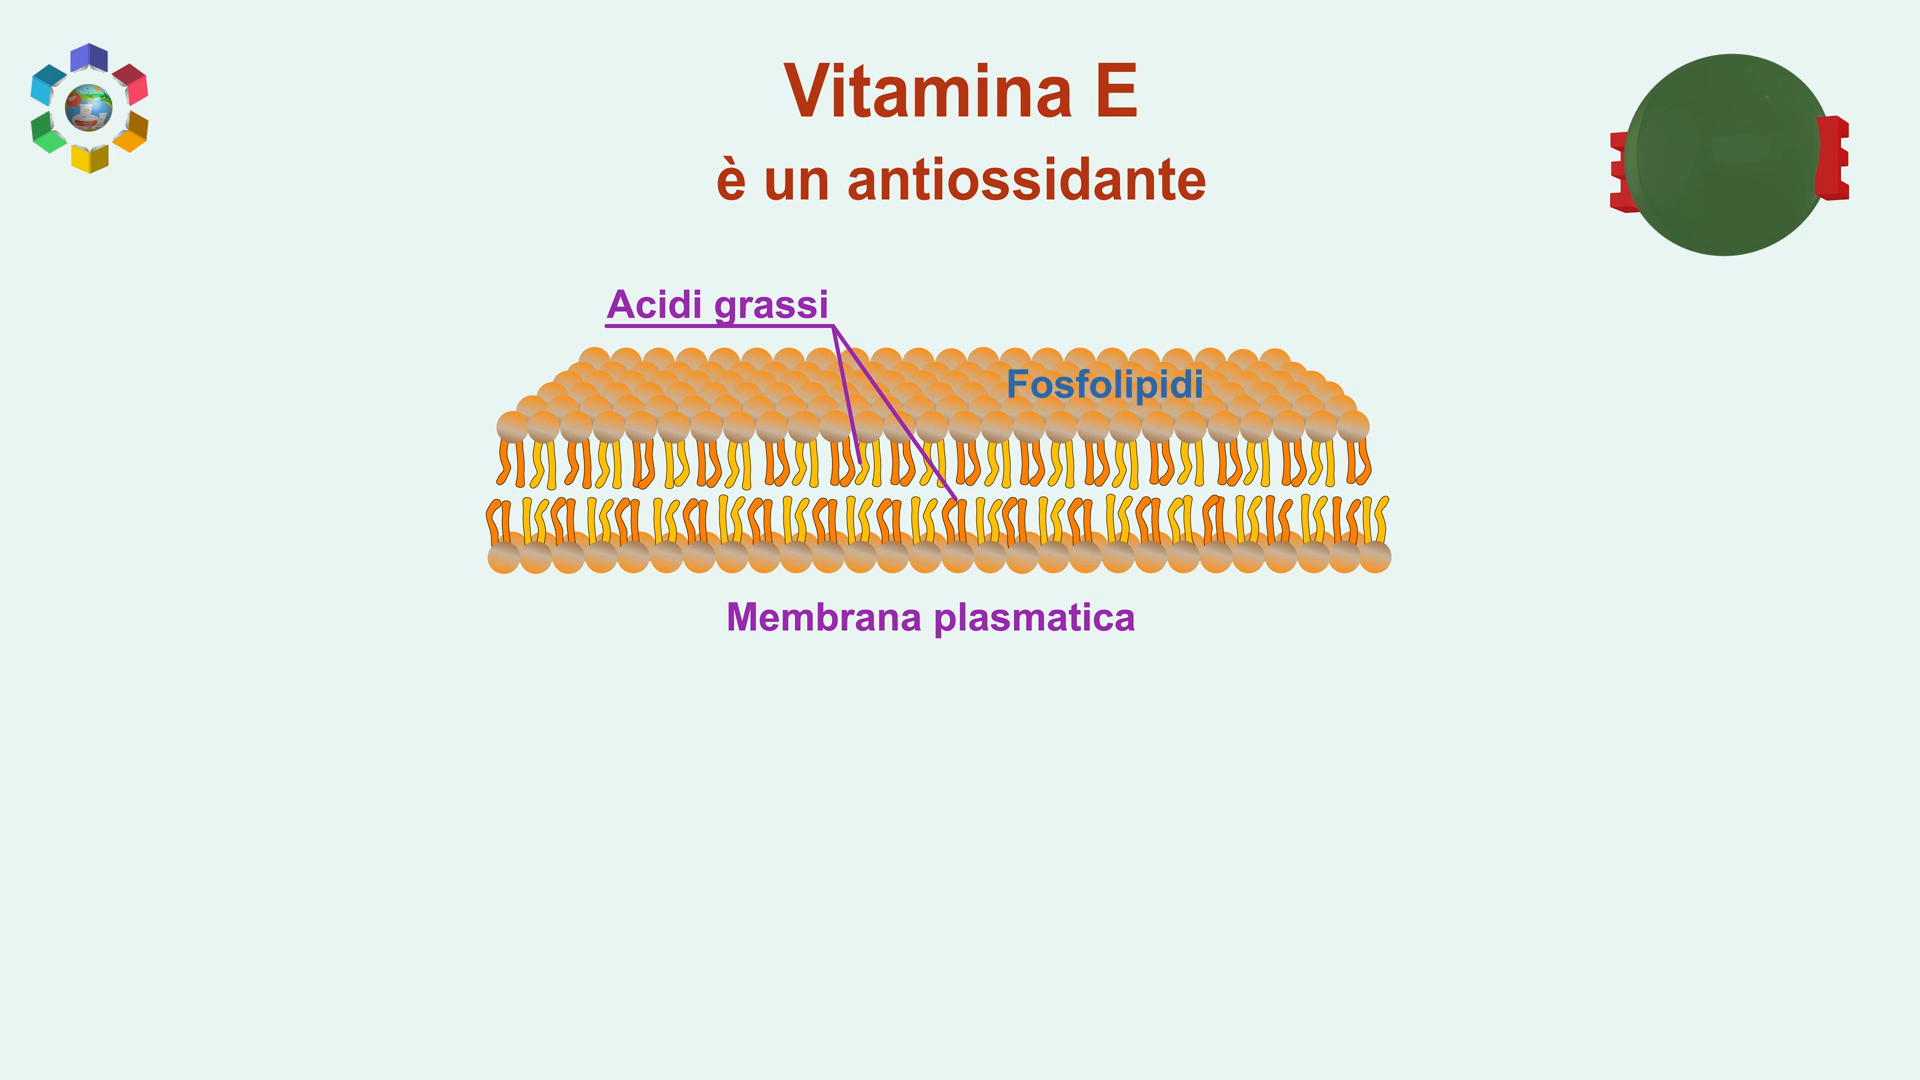 Vitamina E
è un antiossidante
Acidi grassi
Fosfolipidi
Membrana plasmatica